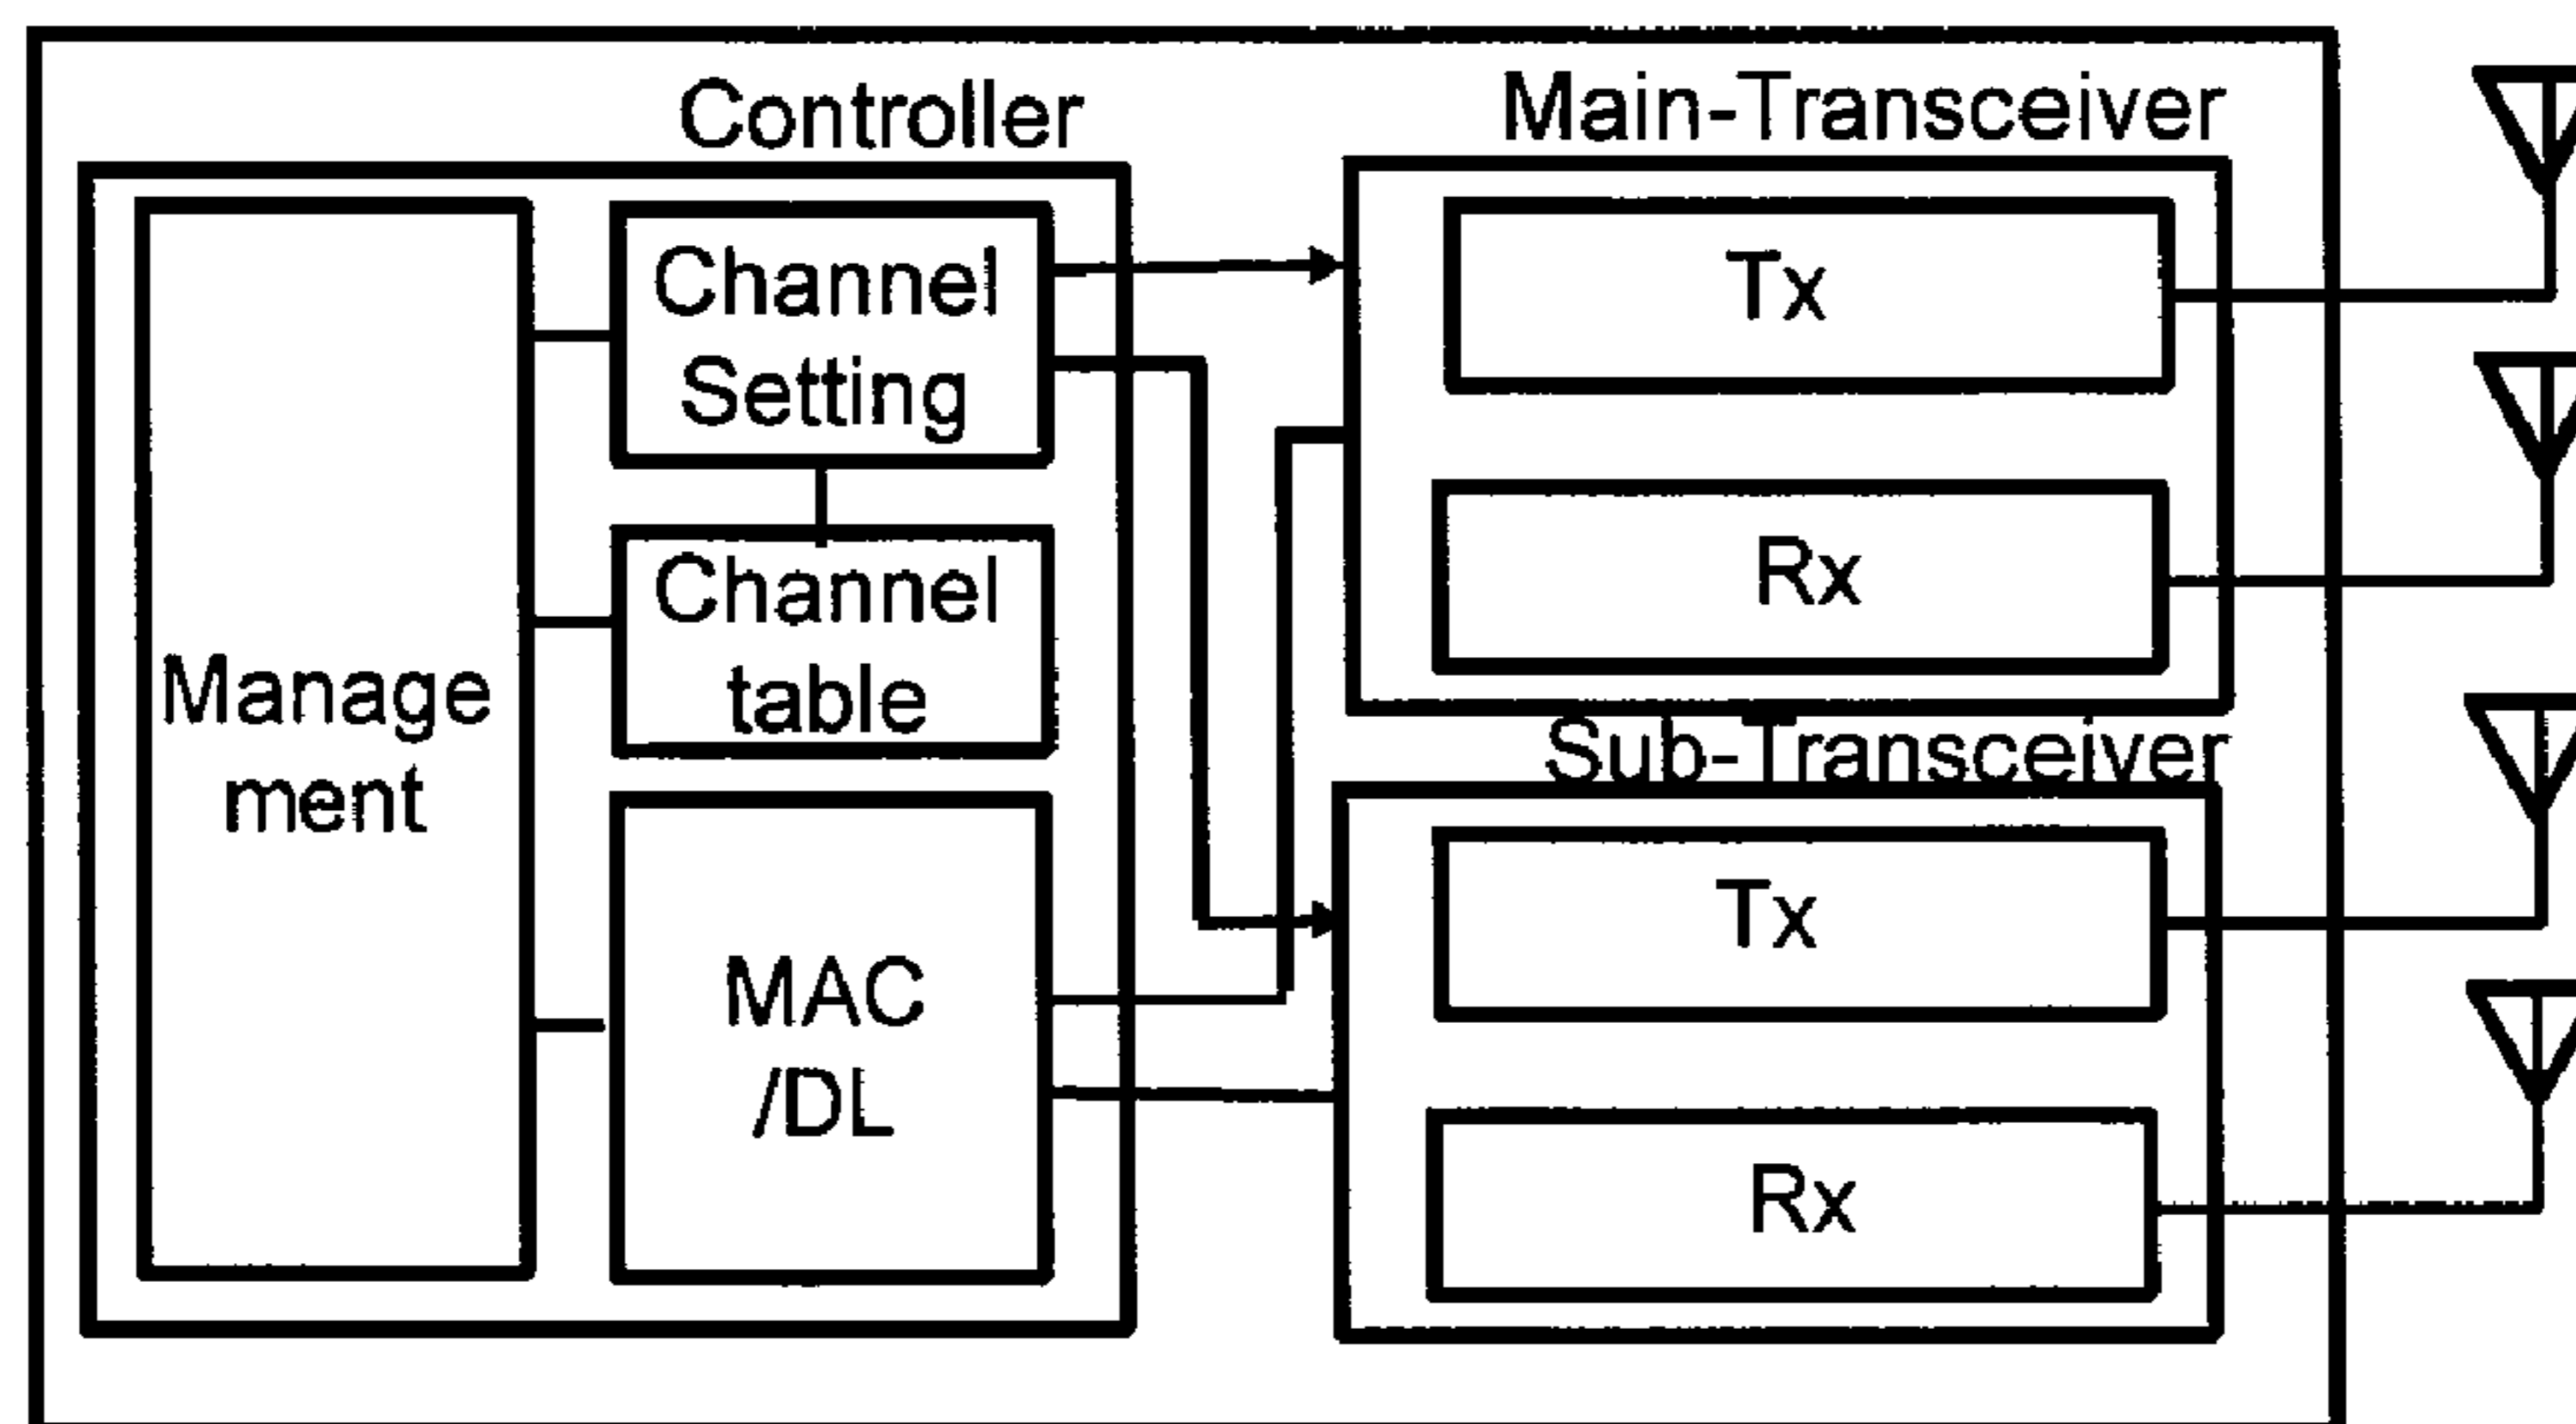 Controller
Manage
ment
Channel
Setting
Channel
table
MAC
/DL
Main-Transceiver
Tx
Rx
Sub-Transceiver
Tx
Rx